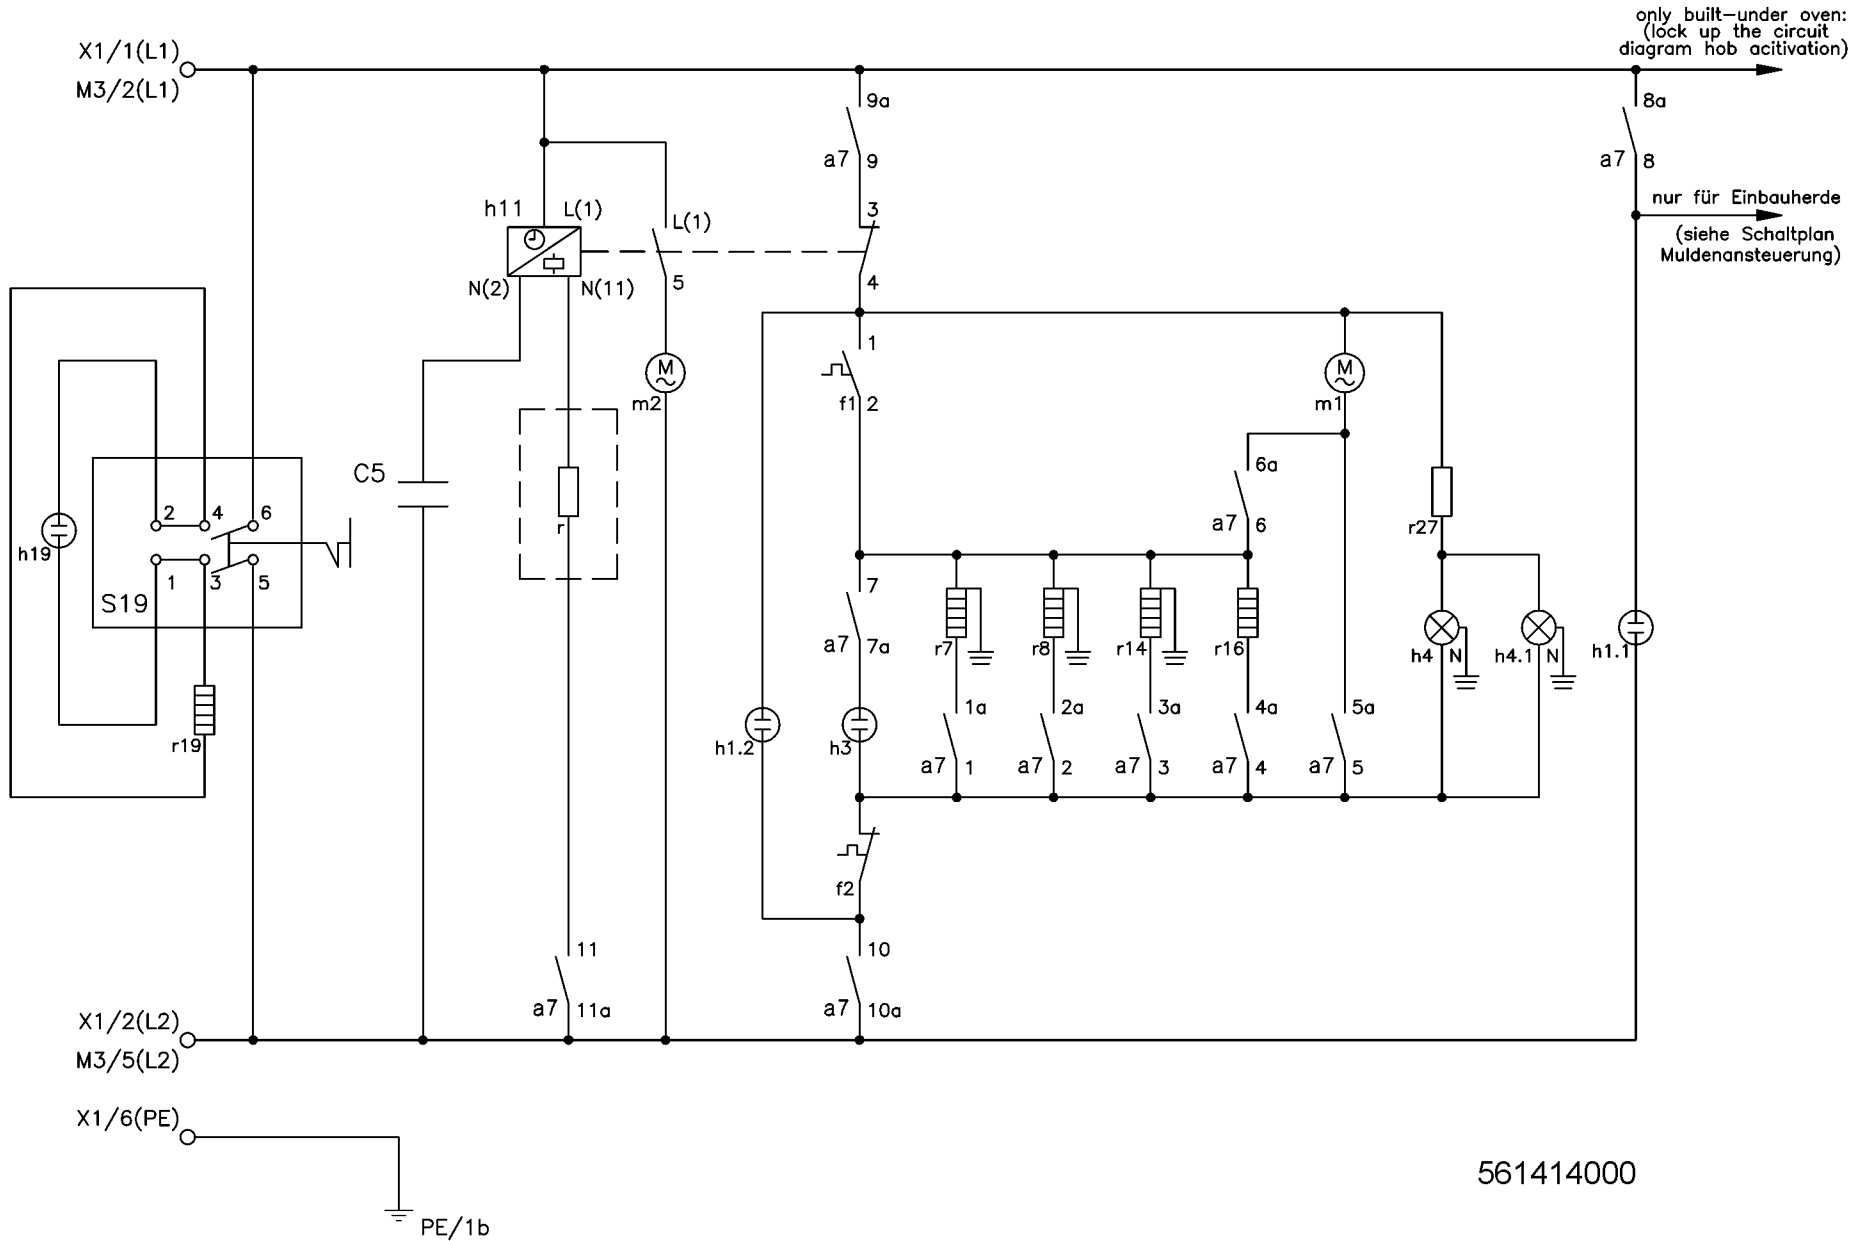 only built-under oven:
(lock up the circuit
diagram hob acitivation)
X1/1(L1)
M3/2(L1)
9a
a7 9
8a
a7 8
nur für Einbauherde
(siehe Schaltplan
Muldenansteuerung)
h11 L(1)
L(1)
3
N(2) N(11) 5
4
1
M
m2
f1 2
M
m1
C5
6a
a7 6
r
r27
2 4 6
h19
1 3 5
S19
7
a7 7a
r7 r8 r14 r16
h4 N h4.1 N h1.1
r19
h1.2 h3
1a 2a 3a 4a 5a
a7 1 a7 2 a7 3 a7 4 a7 5
f2
11
a7 11a
10
a7 10a
X1/2(L2)
M3/5(L2)
X1/6(PE)
PE/1b
561414000